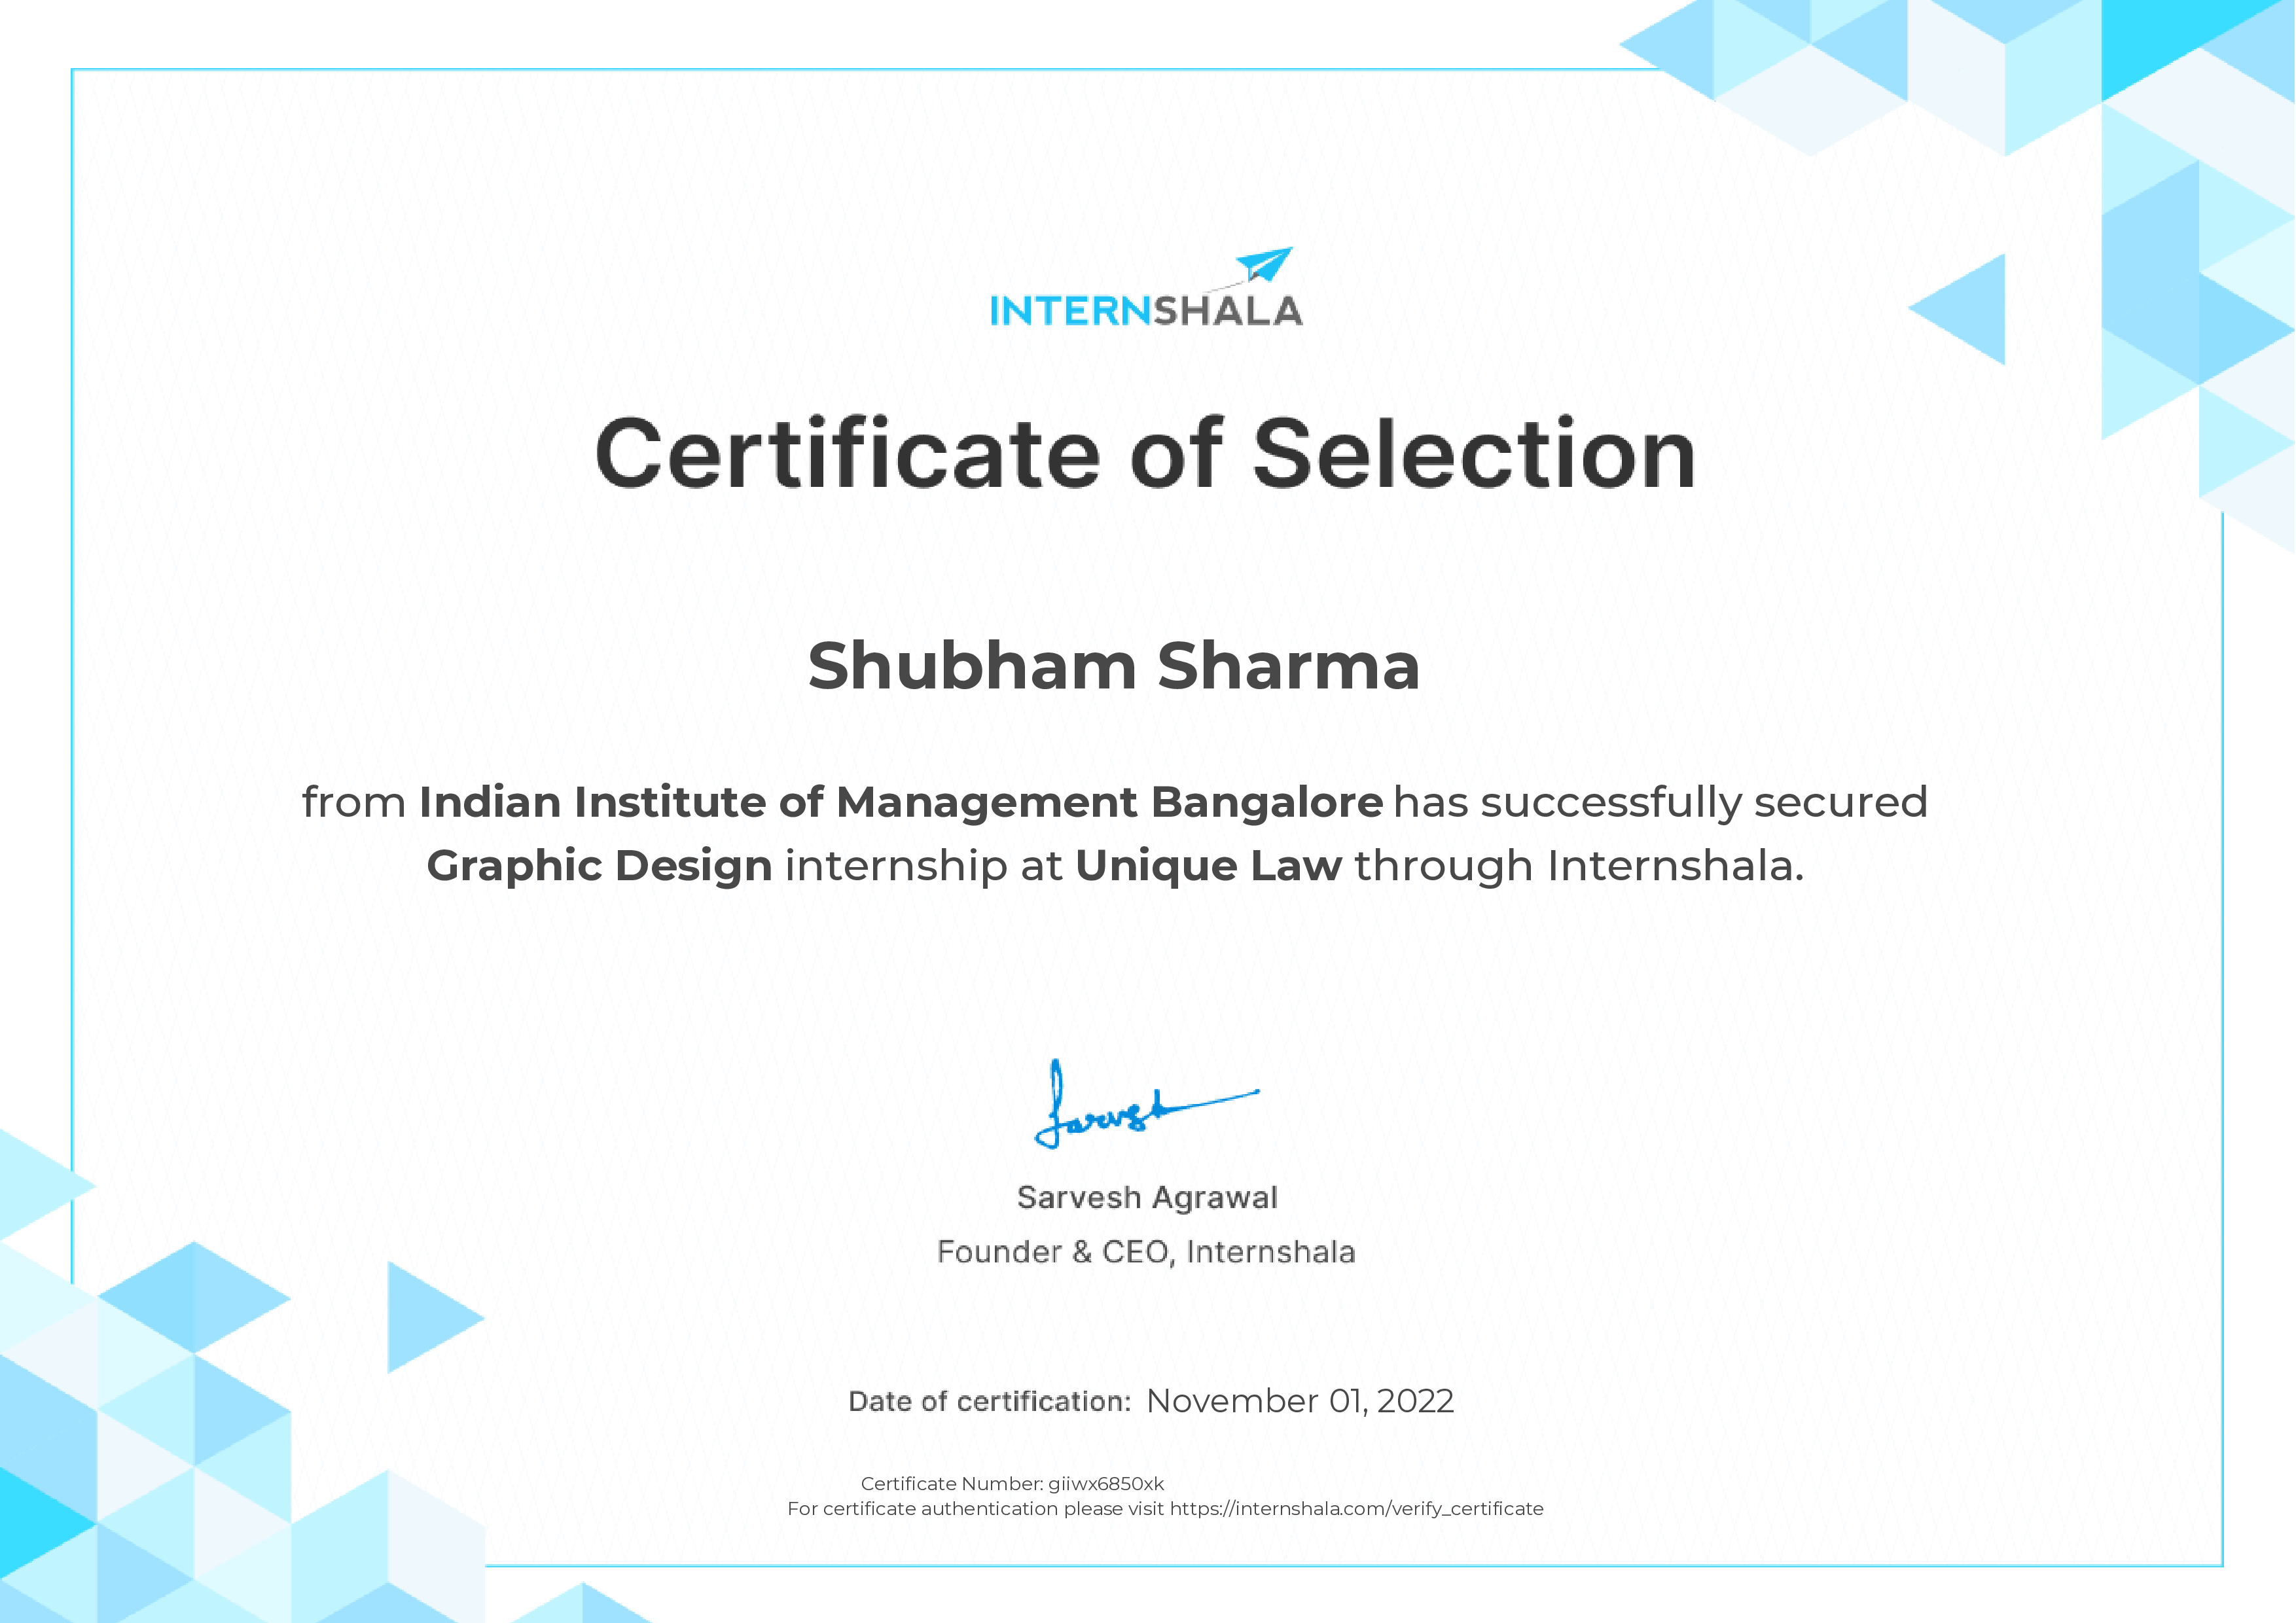 INTERNSHALA
Certificate of Selection
Shubham Sharma
from Indian Institute of Management Bangalore has successfully secured
Graphic Design internship at Unique Law through Internshala.
Sarvesh
Sarvesh Agrawal
Founder & CEO, Internshala
Date of certification: November 01, 2022
Certificate Number: giiwx6850xk
For certificate authentication please visit https://internshala.com/verify_certificate